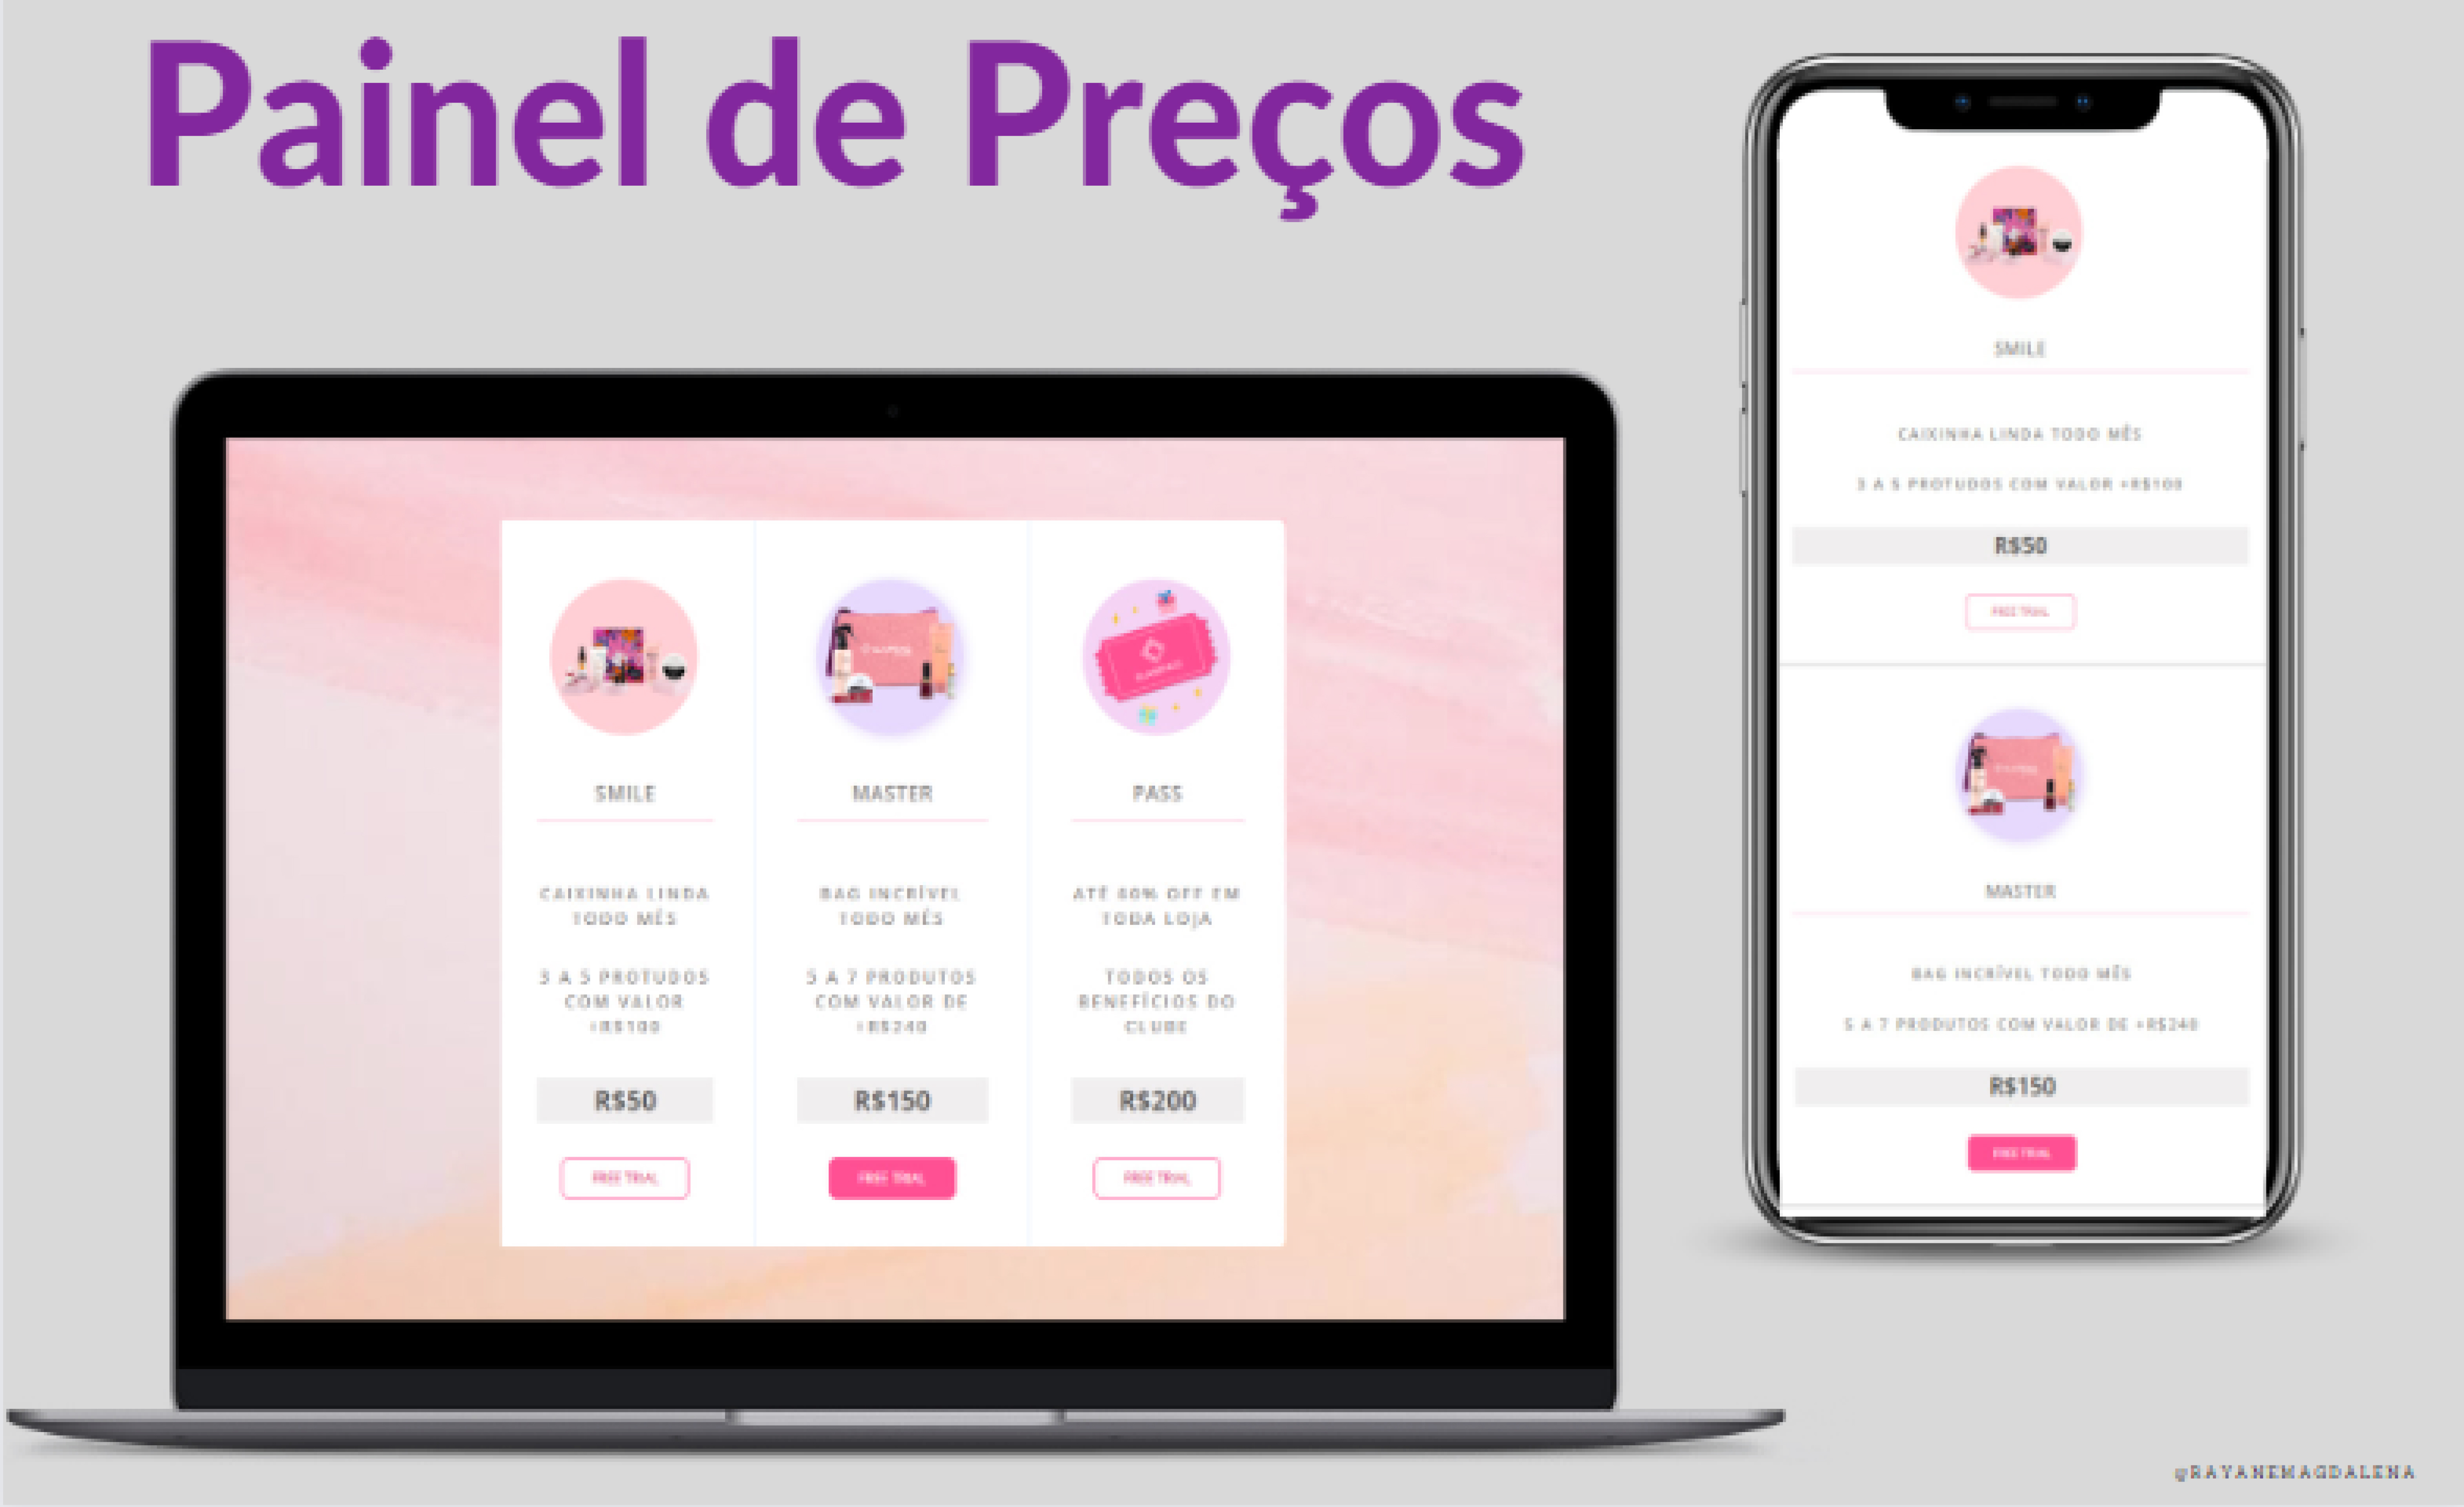 Painel de Preços
SMILE
CAIXINHA LINDA
TODO MÊS
3 A 5 PROTUDOS
COM VALOR
+R$100
R$50
FREE TRIAL
MASTER
BAG INCRÍVEL
TODO MÊS
5 A 7 PRODUTOS
COM VALOR DE
+R$240
R$150
FREE TRIAL
PASS
ATÉ 60% OFF EM
TODA LOJA
TODOS OS
BENEFÍCIOS DO
CLUBE
R$200
FREE TRIAL
SMILE
CAIXINHA LINDA TODO MÊS
3 A 5 PROTUDOS COM VALOR +R$100
R$50
FREE TRIAL
MASTER
BAG INCRÍVEL TODO MÊS
5 A 7 PRODUTOS COM VALOR DE +R$240
R$150
FREE TRIAL
@RAYANEMAGDALENA